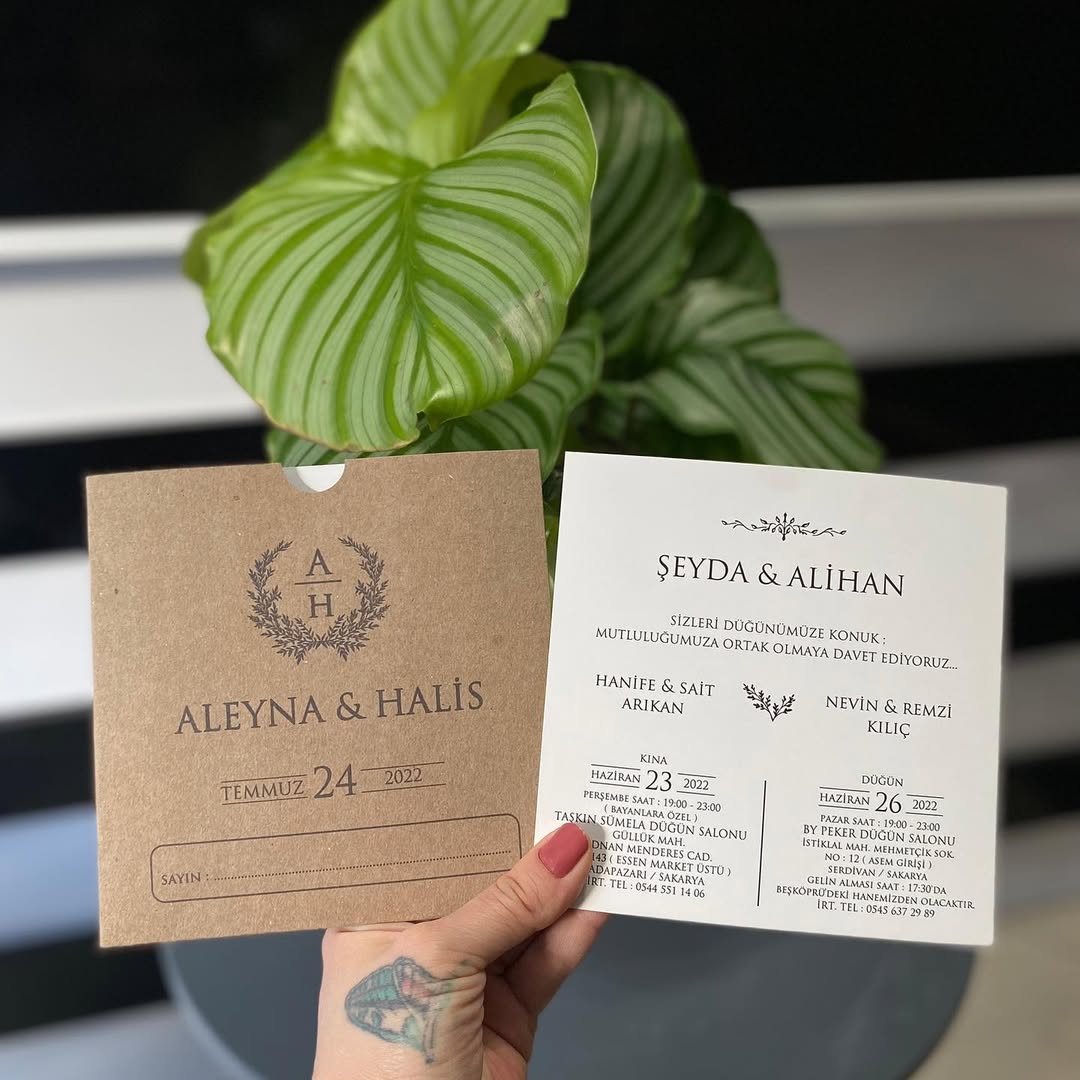 A
H
ALEYNA & HALİS
TEMMUZ 24 2022
SAYIN :
ŞEYDA & ALİHAN
SİZLERİ DÜĞÜNÜMÜZE KONUK ;
MUTLULUĞUMUZA ORTAK OLMAYA DAVET EDİYORUZ...
HANİFE & SAİT
ARIKAN
NEVİN & REMZİ
KILIÇ
KINA
HAZİRAN 23 2022
PERŞEMBE SAAT : 19:00 - 23:00
( BAYANLARA ÖZEL )
TAŞKIN SÜMELA DÜĞÜN SALONU
GÜLLÜK MAH.
MENDERES CAD.
143 ( ESSEN MARKET ÜSTÜ )
ADAPAZARI / SAKARYA
İRT. TEL : 0544 551 14 06
DÜĞÜN
HAZİRAN 26 2022
PAZAR SAAT : 19:00 - 23:00
BY PEKER DÜĞÜN SALONU
İSTİKLAL MAH. MEHMETÇİK SOK.
NO : 12 ( ASEM GİRİŞİ )
SERDİVAN / SAKARYA
GELİN ALMASI SAAT : 17:30'DA
BEŞKÖPRÜ'DEKİ HANEMİZDEN OLACAKTIR.
İRT. TEL : 0545 637 29 89